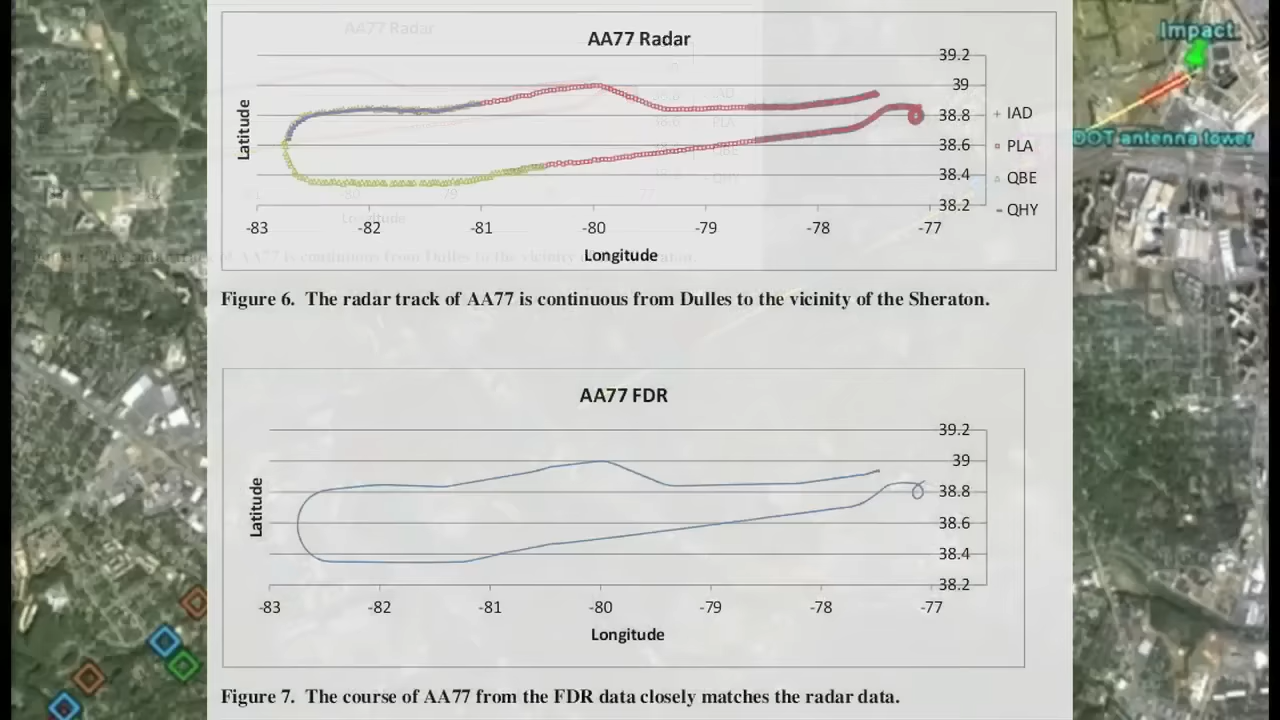 AA77 Radar
AA77 Radar
Impact
39.2
39
38.8
38.6
38.4
38.2
Latitude
IAD
PLA
QBE
QHY
DOT antenna tower
-83
-82
-81
-80
-79
-78
-77
Longitude
Figure 6. The radar track of AA77 is continuous from Dulles to the vicinity of the Sheraton.
AA77 FDR
39.2
39
38.8
38.6
38.4
38.2
Latitude
-83
-82
-81
-80
-79
-78
-77
Longitude
Figure 7. The course of AA77 from the FDR data closely matches the radar data.